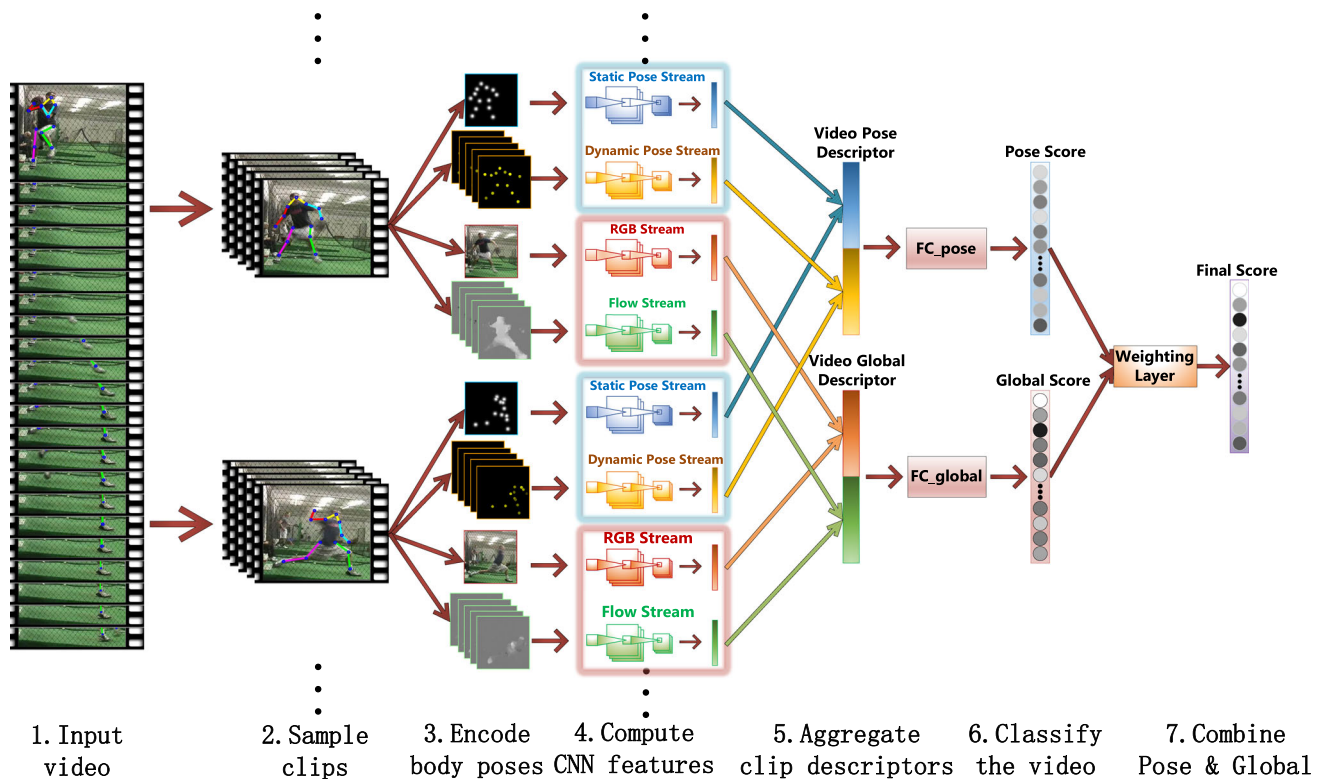 Static Pose Stream
Dynamic Pose Stream
RGB Stream
Flow Stream
Static Pose Stream
Dynamic Pose Stream
RGB Stream
Flow Stream
Video Pose
Descriptor
Video Global
Descriptor
FC_pose
FC_global
Pose Score
Global Score
Weighting
Layer
Final Score
1. Input
video
2. Sample
clips
3. Encode
body poses
4. Compute
CNN features
5. Aggregate
clip descriptors
6. Classify
the video
7. Combine
Pose & Global